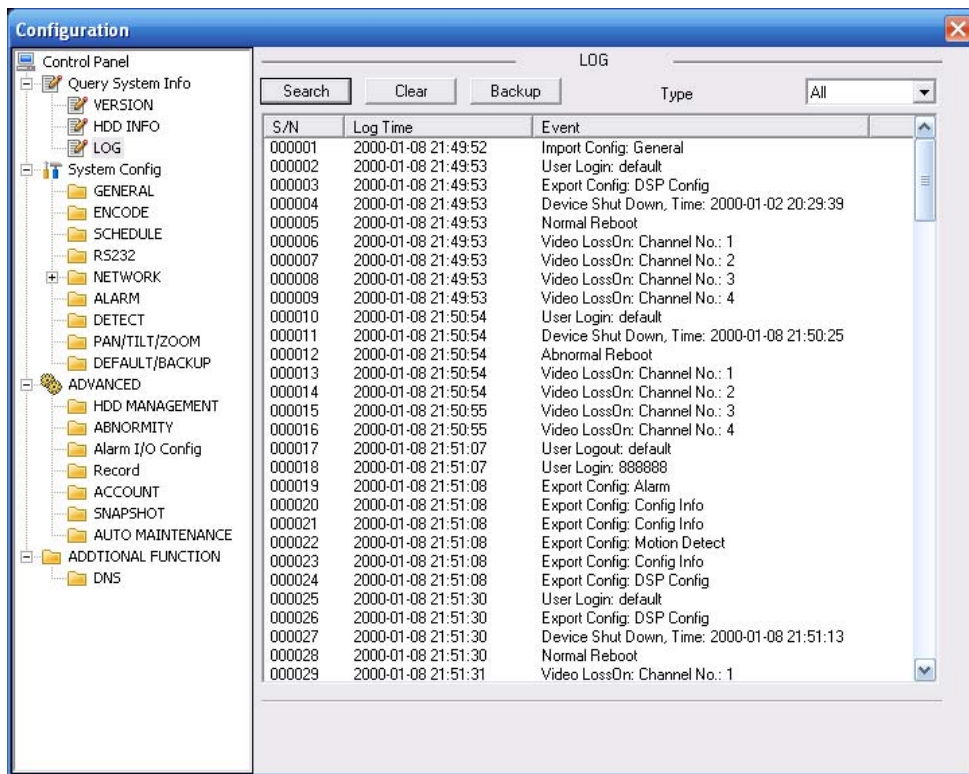 Configuration
Control Panel
Query System Info
VERSION
HDD INFO
LOG
System Config
GENERAL
ENCODE
SCHEDULE
RS232
NETWORK
ALARM
DETECT
PAN/TILT/ZOOM
DEFAULT/BACKUP
ADVANCED
HDD MANAGEMENT
ABNORMITY
Alarm I/O Config
Record
ACCOUNT
SNAPSHOT
AUTO MAINTENANCE
ADDTIONAL FUNCTION
DNS
LOG
Search Clear Backup Type All
S/N Log Time Event
000001 2000-01-08 21:49:52 Import Config: General
000002 2000-01-08 21:49:53 User Login: default
000003 2000-01-08 21:49:53 Export Config: DSP Config
000004 2000-01-08 21:49:53 Device Shut Down, Time: 2000-01-02 20:29:39
000005 2000-01-08 21:49:53 Normal Reboot
000006 2000-01-08 21:49:53 Video LossOn: Channel No.: 1
000007 2000-01-08 21:49:53 Video LossOn: Channel No.: 2
000008 2000-01-08 21:49:53 Video LossOn: Channel No.: 3
000009 2000-01-08 21:49:53 Video LossOn: Channel No.: 4
000010 2000-01-08 21:50:54 User Login: default
000011 2000-01-08 21:50:54 Device Shut Down, Time: 2000-01-08 21:50:25
000012 2000-01-08 21:50:54 Abnormal Reboot
000013 2000-01-08 21:50:54 Video LossOn: Channel No.: 1
000014 2000-01-08 21:50:54 Video LossOn: Channel No.: 2
000015 2000-01-08 21:50:55 Video LossOn: Channel No.: 3
000016 2000-01-08 21:50:55 Video LossOn: Channel No.: 4
000017 2000-01-08 21:51:07 User Logout: default
000018 2000-01-08 21:51:07 User Login: 888888
000019 2000-01-08 21:51:08 Export Config: Alarm
000020 2000-01-08 21:51:08 Export Config: Config Info
000021 2000-01-08 21:51:08 Export Config: Config Info
000022 2000-01-08 21:51:08 Export Config: Motion Detect
000023 2000-01-08 21:51:08 Export Config: Config Info
000024 2000-01-08 21:51:08 Export Config: DSP Config
000025 2000-01-08 21:51:30 User Login: default
000026 2000-01-08 21:51:30 Export Config: DSP Config
000027 2000-01-08 21:51:30 Device Shut Down, Time: 2000-01-08 21:51:13
000028 2000-01-08 21:51:30 Normal Reboot
000029 2000-01-08 21:51:31 Video LossOn: Channel No.: 1